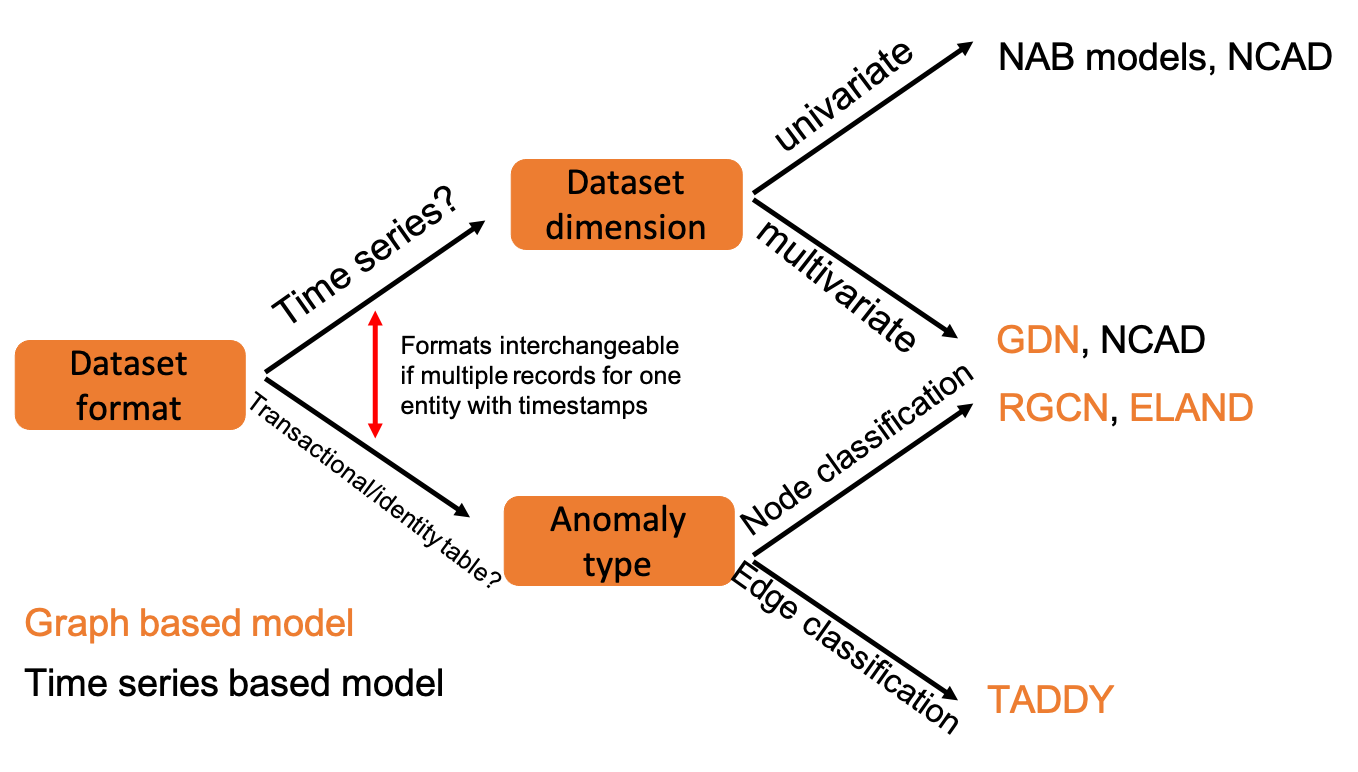 univariate
NAB models, NCAD
Dataset
dimension
Time series?
multivariate
GDN, NCAD
Formats interchangeable
if multiple records for one
entity with timestamps
Dataset
format
RGCN, ELAND
Node classification
Transactional/identity table?
Anomaly
type
Edge classification
Graph based model
Time series based model
TADDY